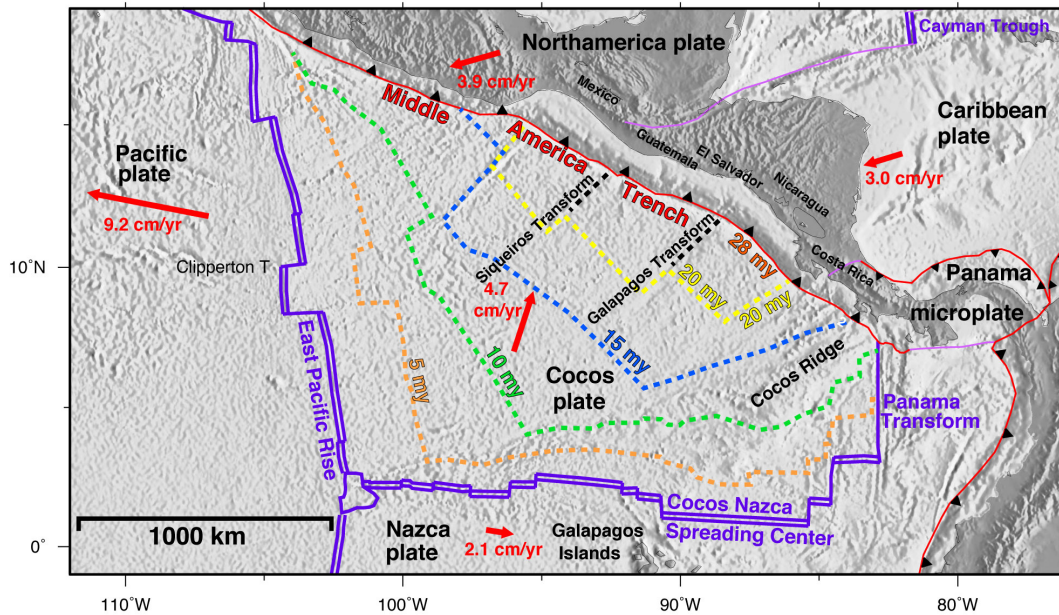 Northamerica plate
Cayman Trough
3.9 cm/yr
Mexico
Middle
America
Trench
Guatemala
El Salvador
Nicaragua
Costa Rica
Caribbean
plate
3.0 cm/yr
Pacific
plate
9.2 cm/yr
Clipperton T
10°N
Siqueiros Transform
Galapagos Transform
28 my
20 my
20 my
Panama
microplate
4.7
cm/yr
15 my
10 my
5 my
Cocos
plate
Cocos Ridge
East Pacific Rise
Panama
Transform
1000 km
Cocos Nazca
Spreading Center
Nazca
plate
2.1 cm/yr
Galapagos
Islands
0°
110°W
100°W
90°W
80°W